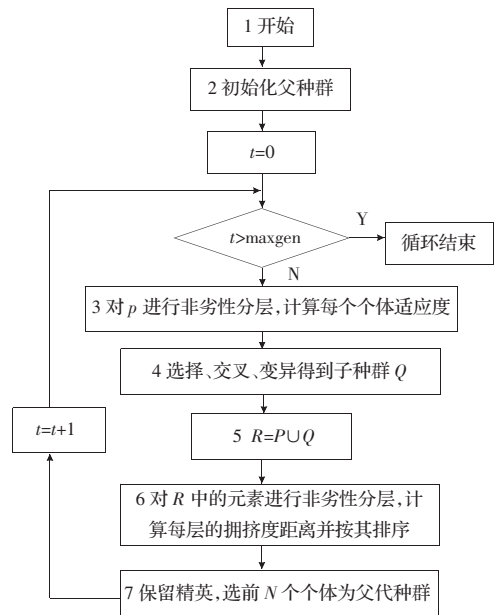 1 开始
2 初始化父种群
t=0
t>maxgen
Y
循环结束
N
3 对 p 进行非劣性分层,计算每个个体适应度
4 选择、交叉、变异得到子种群 Q
t=t+1
5 R=P∪Q
6 对 R 中的元素进行非劣性分层,计
算每层的拥挤度距离并按其排序
7 保留精英,选前 N 个个体为父代种群